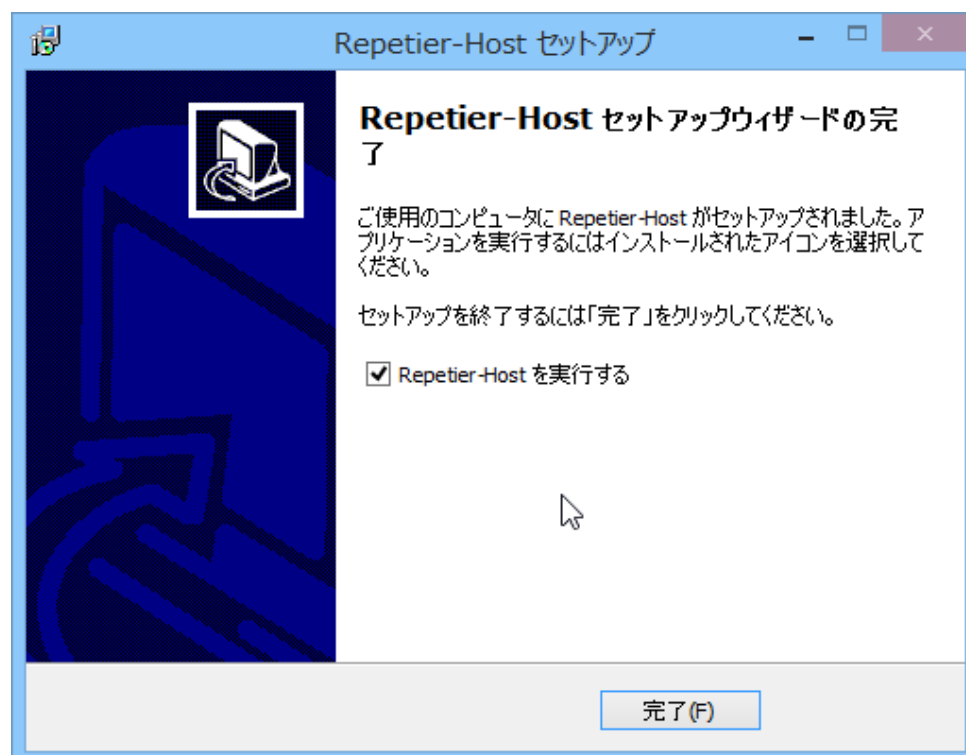 Repetier-Host セットアップ
Repetier-Host セットアップウィザードの完
了
ご使用のコンピュータに Repetier-Host がセットアップされました。ア
プリケーションを実行するにはインストールされたアイコンを選択して
ください。
セットアップを終了するには「完了」をクリックしてください。
Repetier-Host を実行する
完了(F)